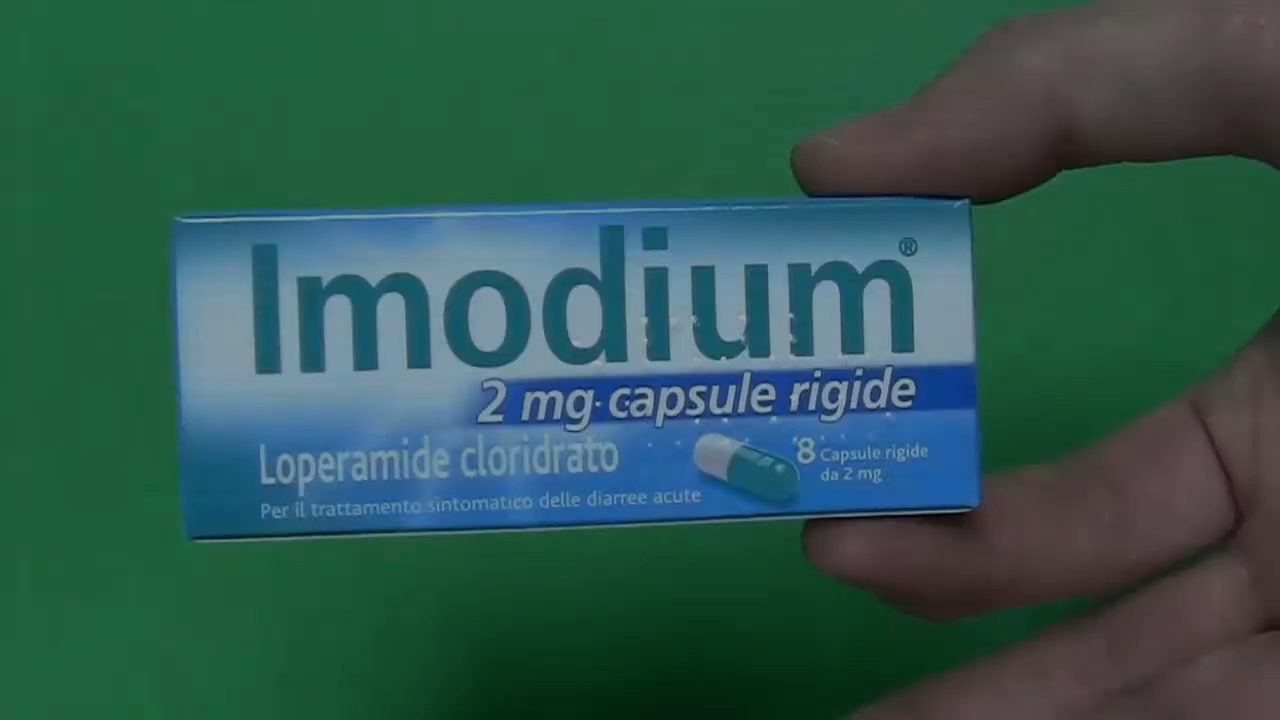 Imodium®
2 mg capsule rigide
Loperamide cloridrato
8 Capsule rigide
da 2 mg
Per il trattamento sintomatico delle diarree acute